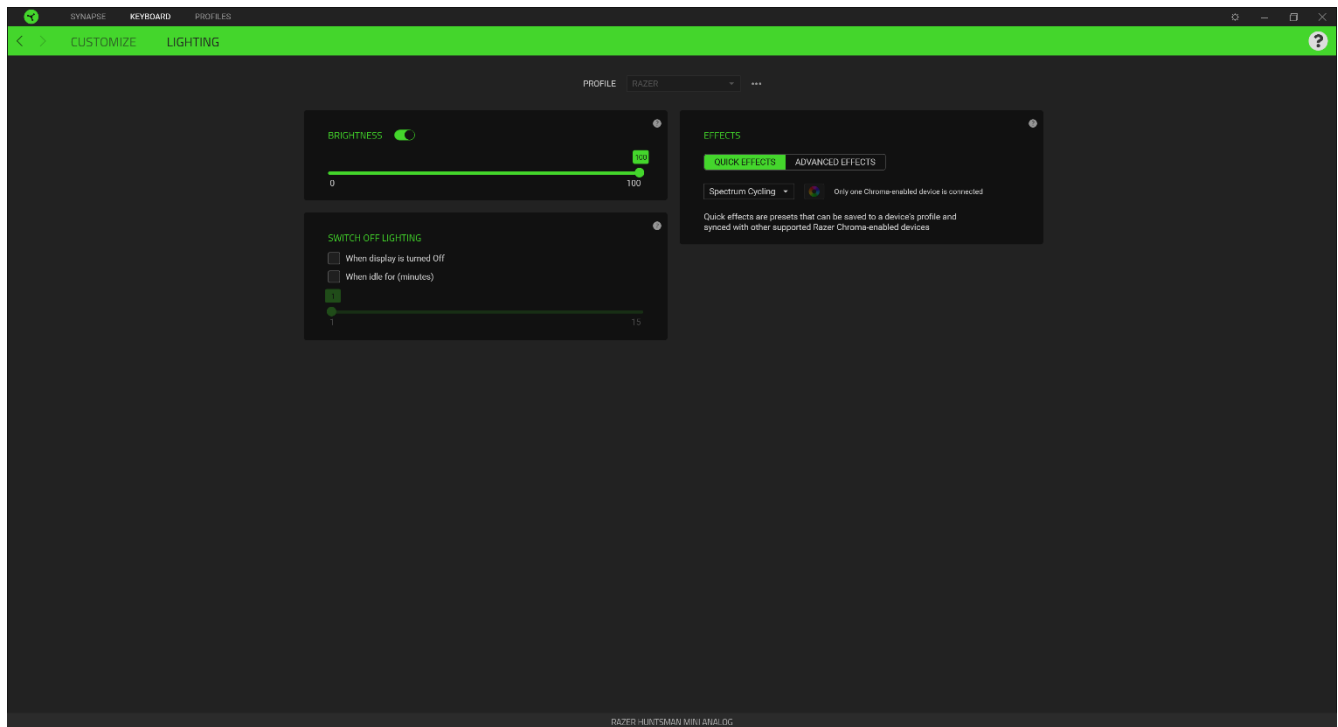 SYNAPSE KEYBOARD PROFILES
CUSTOMIZE LIGHTING ?
PROFILE RAZER
BRIGHTNESS
100
0 100
SWITCH OFF LIGHTING
When display is turned Off
When idle for (minutes)
1
1 15
EFFECTS
QUICK EFFECTS ADVANCED EFFECTS
Spectrum Cycling Only one Chroma-enabled device is connected
Quick effects are presets that can be saved to a device's profile and
synced with other supported Razer Chroma-enabled devices
RAZER HUNTSMAN MINI ANALOG